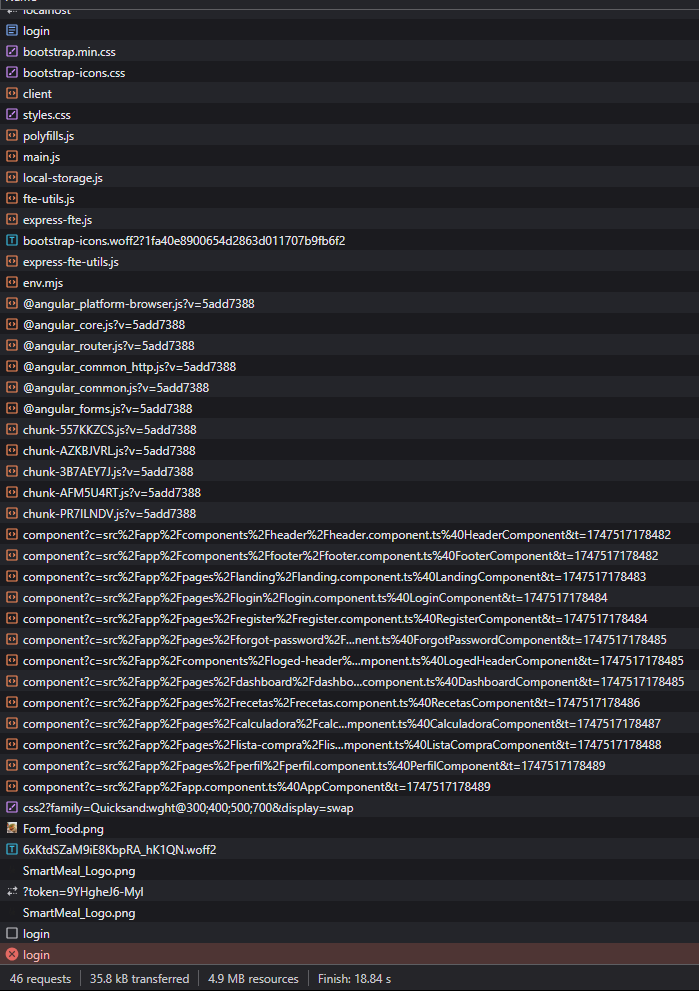 localhost
login
bootstrap.min.css
bootstrap-icons.css
client
styles.css
polyfills.js
main.js
local-storage.js
fte-utils.js
express-fte.js
bootstrap-icons.woff2?1fa40e8900654d2863d011707b9fb6f2
express-fte-utils.js
env.mjs
@angular_platform-browser.js?v=5add7388
@angular_core.js?v=5add7388
@angular_router.js?v=5add7388
@angular_common_http.js?v=5add7388
@angular_common.js?v=5add7388
@angular_forms.js?v=5add7388
chunk-557KKZCS.js?v=5add7388
chunk-AZKBJVRL.js?v=5add7388
chunk-3B7AEY7J.js?v=5add7388
chunk-AFM5U4RT.js?v=5add7388
chunk-PR7ILNDV.js?v=5add7388
component?c=src%2Fapp%2Fcomponents%2Fheader%2Fheader.component.ts%40HeaderComponent&t=1747517178482
component?c=src%2Fapp%2Fcomponents%2Ffooter%2Ffooter.component.ts%40FooterComponent&t=1747517178482
component?c=src%2Fapp%2Fpages%2Flanding%2Flanding.component.ts%40LandingComponent&t=1747517178483
component?c=src%2Fapp%2Fpages%2Flogin%2Flogin.component.ts%40LoginComponent&t=1747517178484
component?c=src%2Fapp%2Fpages%2Fregister%2Fregister.component.ts%40RegisterComponent&t=1747517178484
component?c=src%2Fapp%2Fpages%2Fforgot-password%2F...nent.ts%40ForgotPasswordComponent&t=1747517178485
component?c=src%2Fapp%2Fcomponents%2Floged-header%...mponent.ts%40LogedHeaderComponent&t=1747517178485
component?c=src%2Fapp%2Fpages%2Fdashboard%2Fdashbo...component.ts%40DashboardComponent&t=1747517178485
component?c=src%2Fapp%2Fpages%2Frecetas%2Frecetas.component.ts%40RecetasComponent&t=1747517178486
component?c=src%2Fapp%2Fpages%2Fcalculadora%2Fcalc...mponent.ts%40CalculadoraComponent&t=1747517178487
component?c=src%2Fapp%2Fpages%2Flista-compra%2Flis...mponent.ts%40ListaCompraComponent&t=1747517178488
component?c=src%2Fapp%2Fpages%2Fperfil%2Fperfil.component.ts%40PerfilComponent&t=1747517178489
component?c=src%2Fapp%2Fapp.component.ts%40AppComponent&t=1747517178489
css2?family=Quicksand:wght@300;400;500;700&display=swap
Form_food.png
6xKtdSZaM9iE8KbpRA_hK1QN.woff2
SmartMeal_Logo.png
?token=9YHgheJ6-MyI
SmartMeal_Logo.png
login
login
46 requests 35.8 kB transferred 4.9 MB resources Finish: 18.84 s